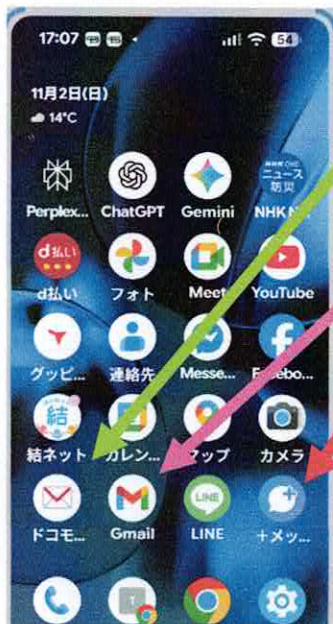 17:07 54
11月2日(日)
14°C
NHK ONE
ニュース
防災
Perplex... ChatGPT Gemini NHK N...
d払い
d払い フォト Meet YouTube
グッピ... 連絡先 Messe... Facebo...
結
結ネット カレン... マップ カメラ
LINE
ドコモ... Gmail LINE +メッ...
T